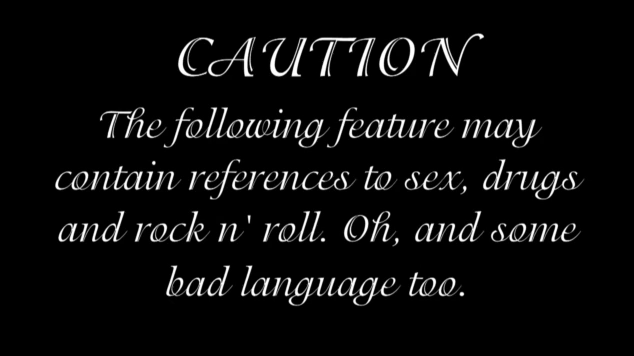 CAUTION
The following feature may
contain references to sex, drugs
and rock n' roll. Oh, and some
bad language too.